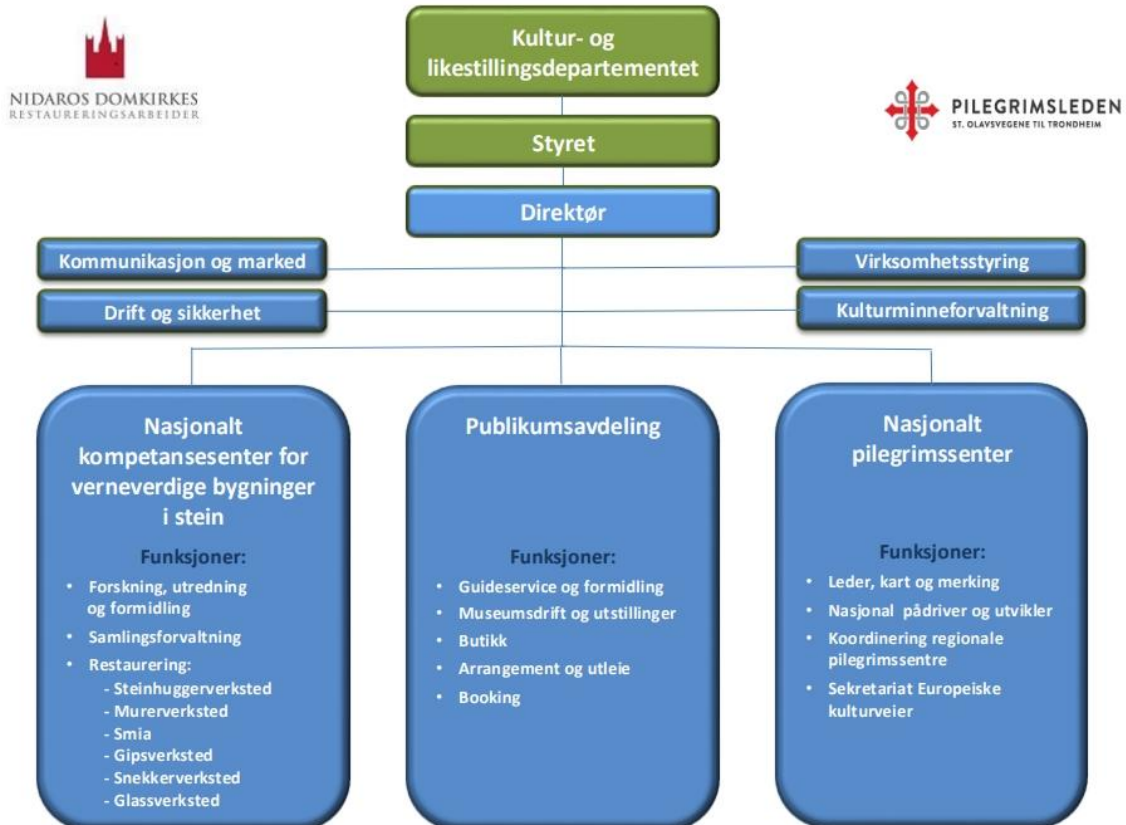 NIDAROS DOMKIRKES
RESTAURERINGSARBEIDER
Kultur- og
likestillingsdepartementet
PILEGRIMSLEDEN
ST. OLAVSVEGENE TIL TRONDHEIM
Styret
Direktør
Kommunikasjon og marked
Virksomhetsstyring
Drift og sikkerhet
Kulturminneforvaltning
Nasjonalt
kompetansesenter for
verneverdige bygninger
i stein
Funksjoner:
• Forskning, utredning
og formidling
• Samlingsforvaltning
• Restaurering:
- Steinhuggerverksted
- Murerverksted
- Smia
- Gipsverksted
- Snekkerverksted
- Glassverksted
Publikumsavdeling
Funksjoner:
• Guideservice og formidling
• Museumsdrift og utstillinger
• Butikk
• Arrangement og utleie
• Booking
Nasjonalt
pilegrimssenter
Funksjoner:
• Leder, kart og merking
• Nasjonal pådriver og utvikler
• Koordinering regionale
pilegrimssentre
• Sekretariat Europeiske
kulturveier